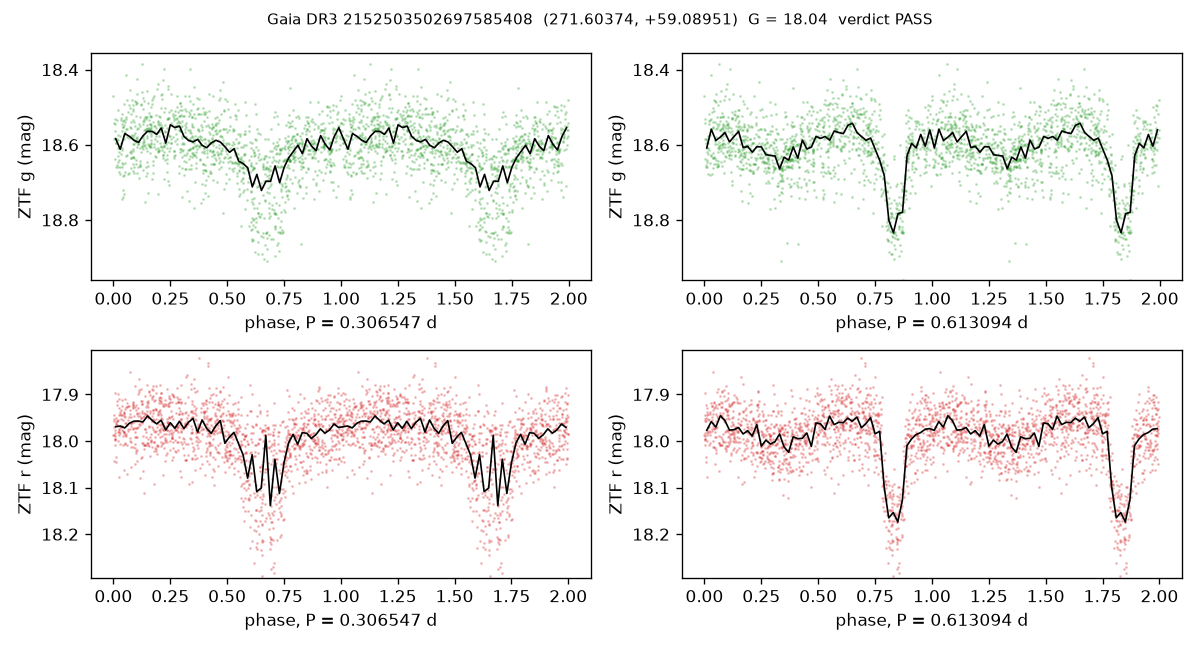 Gaia DR3 2152503502697585408 (271.60374, +59.08951) G = 18.04 verdict PASS
18.4
18.6
18.8
ZTF g (mag)
0.00 0.25 0.50 0.75 1.00 1.25 1.50 1.75 2.00
phase, P = 0.306547 d
18.4
18.6
18.8
ZTF g (mag)
0.00 0.25 0.50 0.75 1.00 1.25 1.50 1.75 2.00
phase, P = 0.613094 d
17.9
18.0
18.1
18.2
ZTF r (mag)
0.00 0.25 0.50 0.75 1.00 1.25 1.50 1.75 2.00
phase, P = 0.306547 d
17.9
18.0
18.1
18.2
ZTF r (mag)
0.00 0.25 0.50 0.75 1.00 1.25 1.50 1.75 2.00
phase, P = 0.613094 d